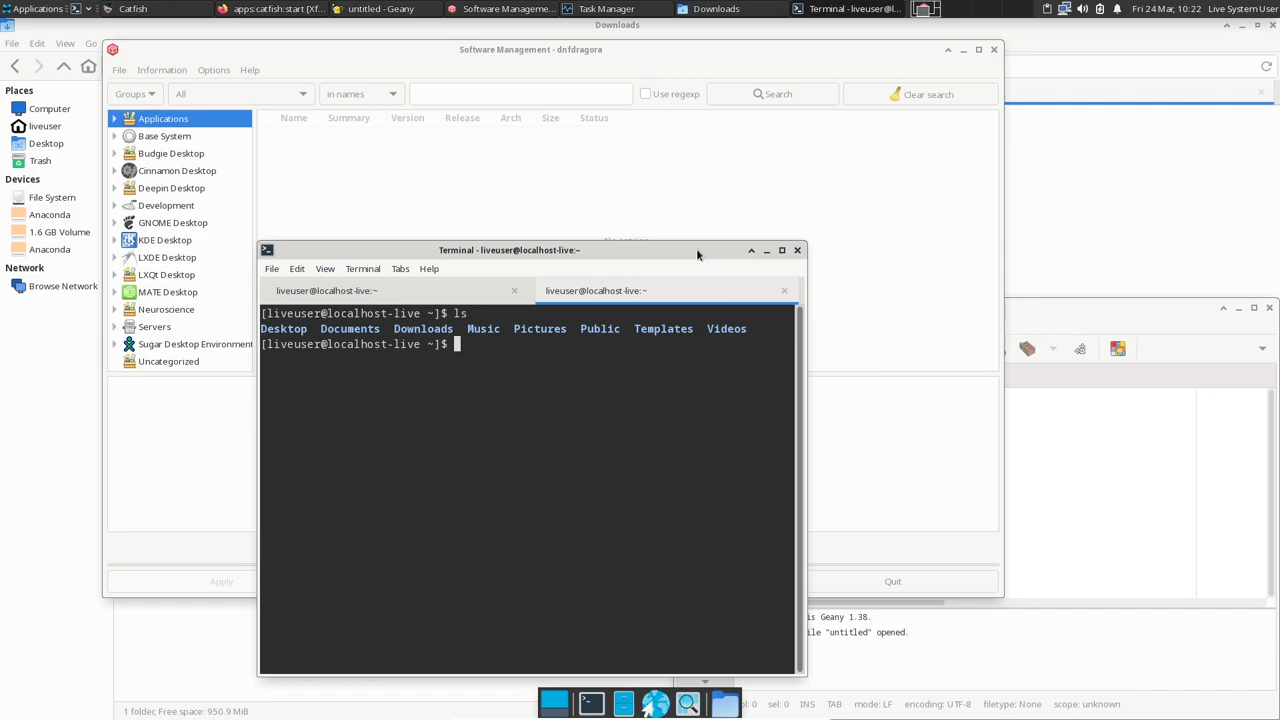 Applications
Catfish
apps:catfish:start [Xf...
untitled - Geany
Software Manageme...
Task Manager
Downloads
Terminal - liveuser@l...
Fri 24 Mar, 10:22
Live System User
Downloads
File
Edit
View
Go
Software Management - dnfdragora
File
Information
Options
Help
Groups
All
in names
Use regexp
Search
Clear search
Places
Computer
liveuser
Desktop
Trash
Devices
File System
Anaconda
1.6 GB Volume
Anaconda
Network
Browse Network
Applications
Base System
Budgie Desktop
Cinnamon Desktop
Deepin Desktop
Development
GNOME Desktop
KDE Desktop
LXDE Desktop
LXQt Desktop
MATE Desktop
Neuroscience
Servers
Sugar Desktop Environment
Uncategorized
Name
Summary
Version
Release
Arch
Size
Status
Terminal - liveuser@localhost-live:~
File
Edit
View
Terminal
Tabs
Help
liveuser@localhost-live:~
liveuser@localhost-live:~
[liveuser@localhost-live ~]$ ls
Desktop Documents Downloads Music Pictures Public Templates Videos
[liveuser@localhost-live ~]$
Apply
Quit
is Geany 1.38.
ile "untitled" opened.
1 folder, Free space: 950.9 MiB
ol: 0
sel: 0
INS
TAB
mode: LF
encoding: UTF-8
filetype: None
scope: unknown